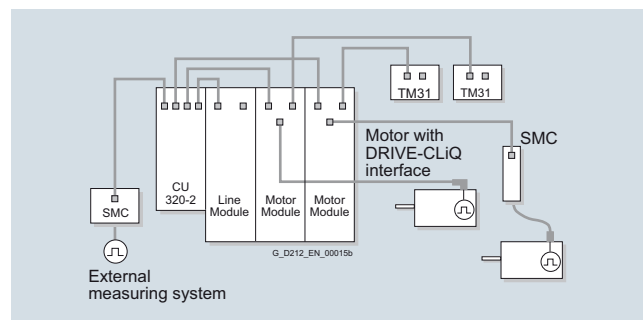 TM31
TM31
Motor with
DRIVE-CLiQ
interface
SMC
CU
320-2
Line
Module
Motor
Module
Motor
Module
SMC
G_D212_EN_00015b
External
measuring system